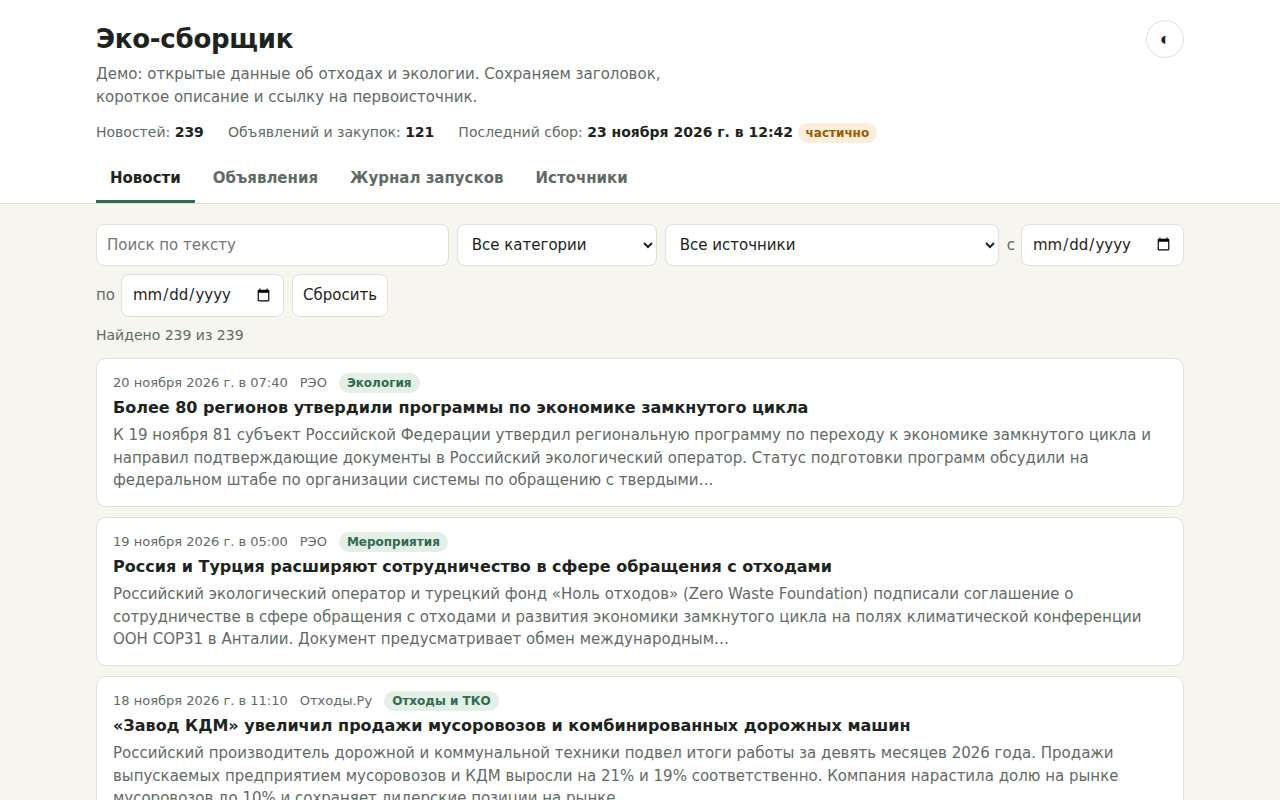 Эко-сборщик
Демо: открытые данные об отходах и экологии. Сохраняем заголовок,
короткое описание и ссылку на первоисточник.
Новостей: 239 Объявлений и закупок: 121 Последний сбор: 23 ноября 2026 г. в 12:42 частично
Новости Объявления Журнал запусков Источники
Поиск по тексту Все категории Все источники с mm/dd/yyyy
по mm/dd/yyyy Сбросить
Найдено 239 из 239
20 ноября 2026 г. в 07:40 РЭО Экология
Более 80 регионов утвердили программы по экономике замкнутого цикла
К 19 ноября 81 субъект Российской Федерации утвердил региональную программу по переходу к экономике замкнутого цикла и
направил подтверждающие документы в Российский экологический оператор. Статус подготовки программ обсудили на
федеральном штабе по организации системы по обращению с твердыми…
19 ноября 2026 г. в 05:00 РЭО Мероприятия
Россия и Турция расширяют сотрудничество в сфере обращения с отходами
Российский экологический оператор и турецкий фонд «Ноль отходов» (Zero Waste Foundation) подписали соглашение о
сотрудничестве в сфере обращения с отходами и развития экономики замкнутого цикла на полях климатической конференции
ООН COP31 в Анталии. Документ предусматривает обмен международным…
18 ноября 2026 г. в 11:10 Отходы.Ру Отходы и ТКО
«Завод КДМ» увеличил продажи мусоровозов и комбинированных дорожных машин
Российский производитель дорожной и коммунальной техники подвел итоги работы за девять месяцев 2026 года. Продажи
выпускаемых предприятием мусоровозов и КДМ выросли на 21% и 19% соответственно. Компания нарастила долю на рынке
мусоровозов до 10% и сохраняет лидерские позиции на рынке